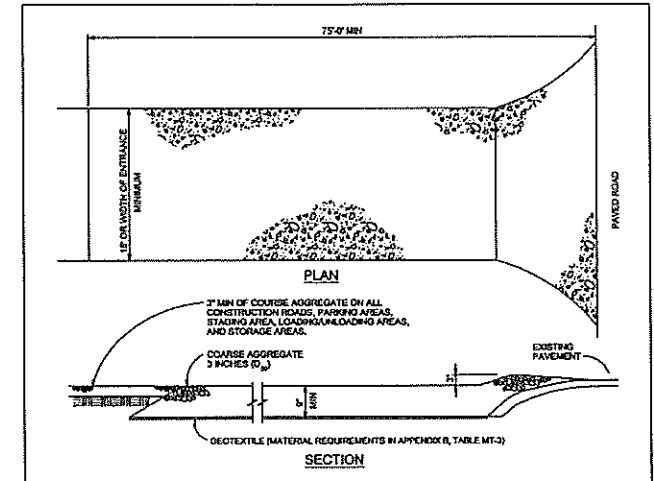 75'-0" MIN
15' OR WIDTH OF ENTRANCE
MINIMUM
PAVED ROAD
PLAN
3" MIN OF COURSE AGGREGATE ON ALL
CONSTRUCTION ROADS, PARKING AREAS,
STAGING AREA, LOADING/UNLOADING AREAS,
AND STORAGE AREAS.
COARSE AGGREGATE
3 INCHES (D50)
EXISTING
PAVEMENT
9"
MIN
GEOTEXTILE (MATERIAL REQUIREMENTS IN APPENDIX B, TABLE MT-3)
SECTION